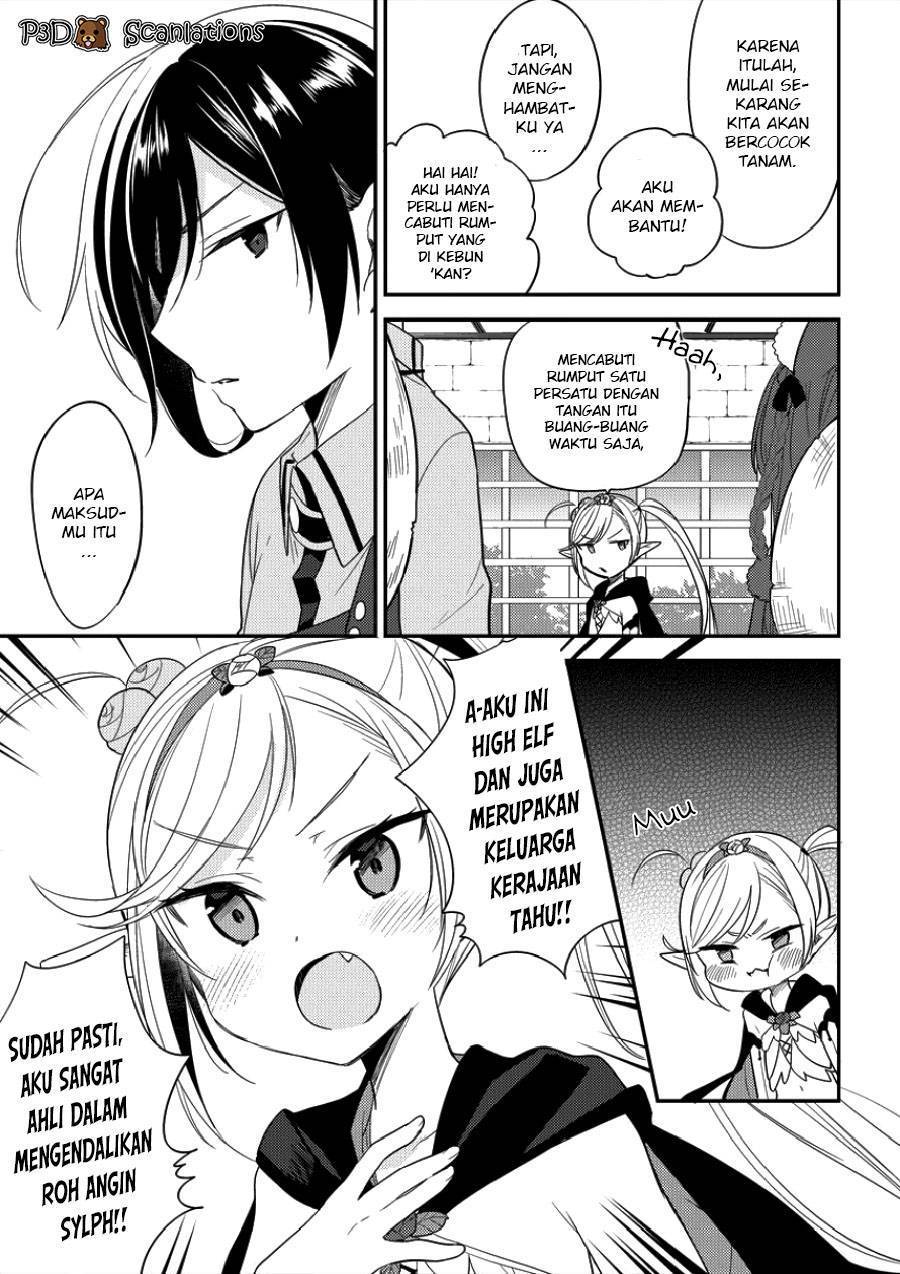 P3D Scanlations
KARENA
ITULAH,
MULAI SE-
KARANG
KITA AKAN
BERCOCOK
TANAM.
AKU
AKAN MEM-
BANTU!
TAPI,
JANGAN
MENG-
HAMBAT-
KU YA
...
HAI HAI!
AKU HANYA
PERLU MEN-
CABUTI RUM-
PUT YANG
DI KEBUN
'KAN?
Haah,
MENCABUTI
RUMPUT SATU
PERSATU DENGAN
TANGAN ITU
BUANG-BUANG
WAKTU SAJA,
APA
MAKSUD-
MU ITU
...
Muu
A-AKU INI
HIGH ELF
DAN JUGA
MERUPAKAN
KELUARGA
KERAJAAN
TAHU!!
SUDAH PASTI,
AKU SANGAT
AHLI DALAM
MENGENDALIKAN
ROH ANGIN
SYLPH!!